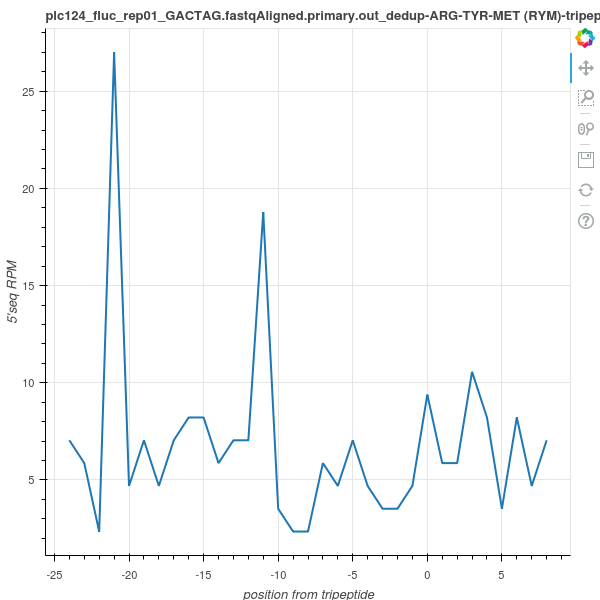 plc124_fluc_rep01_GACTAG.fastqAligned.primary.out_dedup-ARG-TYR-MET (RYM)-tripep
25
20
15
10
5
5'seq RPM
-25 -20 -15 -10 -5 0 5
position from tripeptide